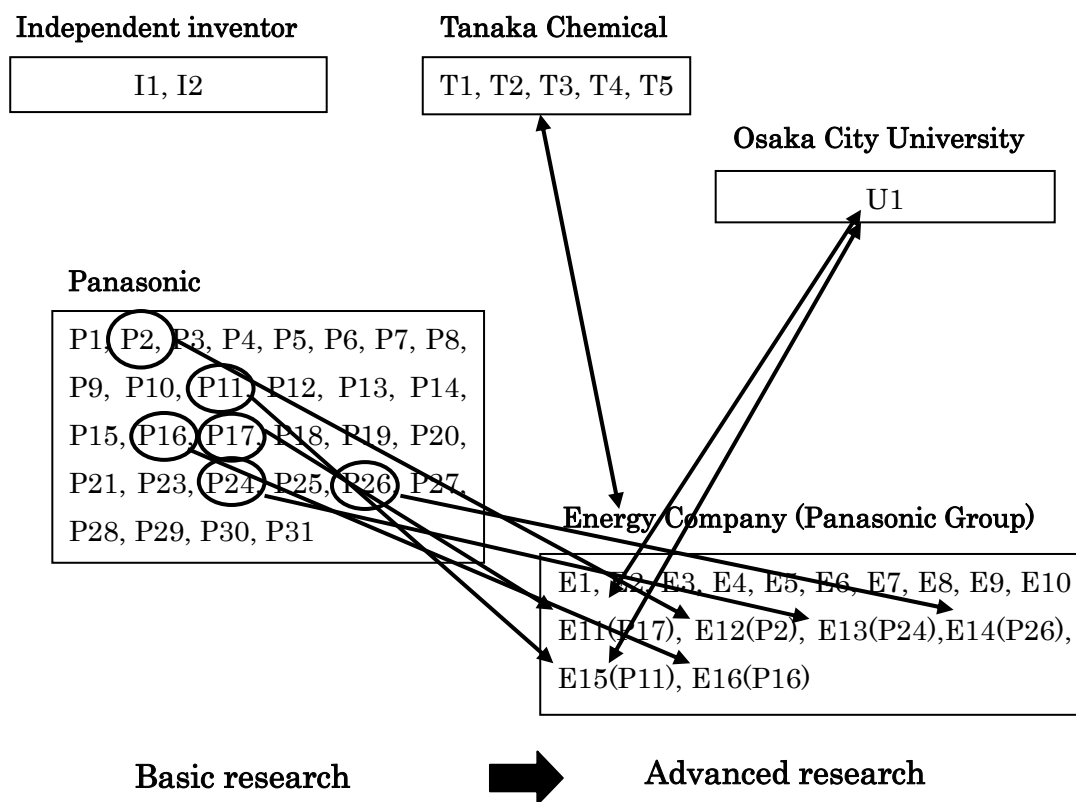 Independent inventor
I1, I2
Tanaka Chemical
T1, T2, T3, T4, T5
Osaka City University
U1
Panasonic
P1, P2, P3, P4, P5, P6, P7, P8,
P9, P10, P11, P12, P13, P14,
P15, P16, P17, P18, P19, P20,
P21, P23, P24, P25, P26, P27,
P28, P29, P30, P31
Energy Company (Panasonic Group)
E1, E2, E3, E4, E5, E6, E7, E8, E9, E10
E11(P17), E12(P2), E13(P24),E14(P26),
E15(P11), E16(P16)
Basic research
Advanced research